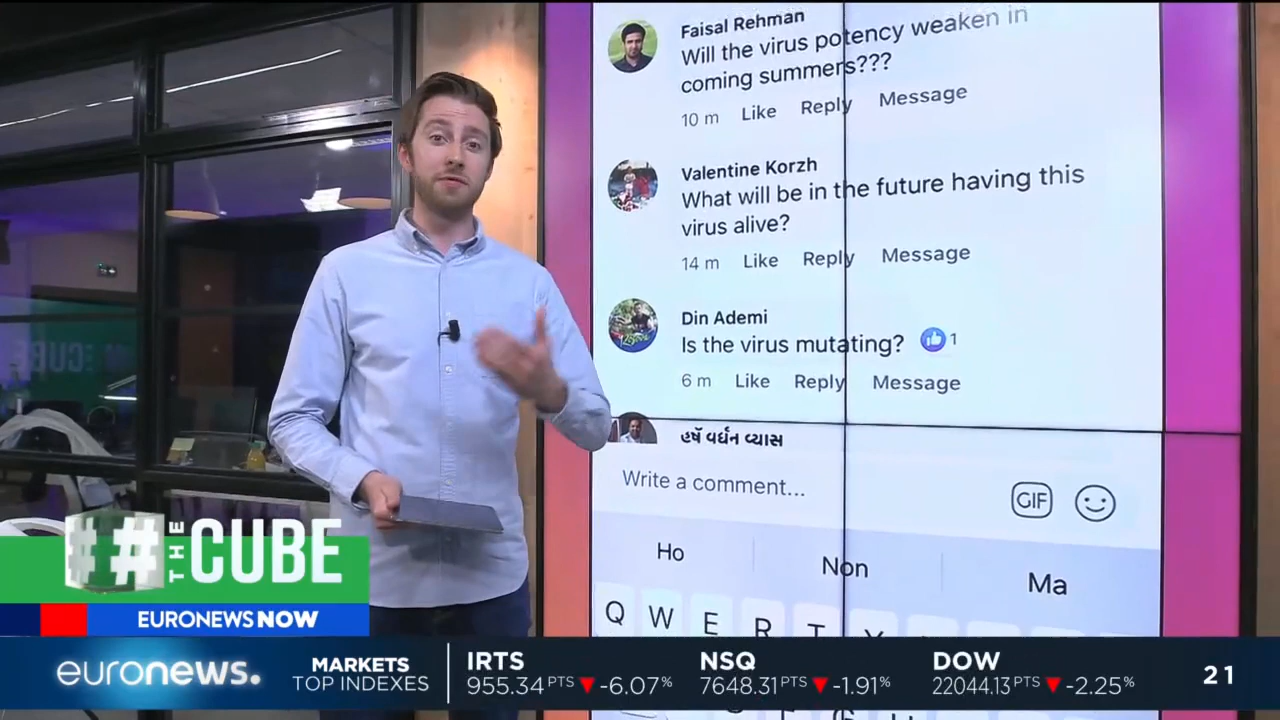 Faisal Rehman
Will the virus potency weaken in
coming summers???
10 m Like Reply Message
Valentine Korzh
What will be in the future having this
virus alive?
14 m Like Reply Message
Din Ademi
Is the virus mutating? 1
6 m Like Reply Message
હર્ષ વર્ધન વ્યાસ
Write a comment...
GIF
Ho Non Ma
Q W E R T Y
CUBE
##THE CUBE
EURONEWS NOW
euronews.
MARKETS
TOP INDEXES
IRTS
955.34 PTS -6.07%
NSQ
7648.31 PTS -1.91%
DOW
22044.13 PTS -2.25%
21